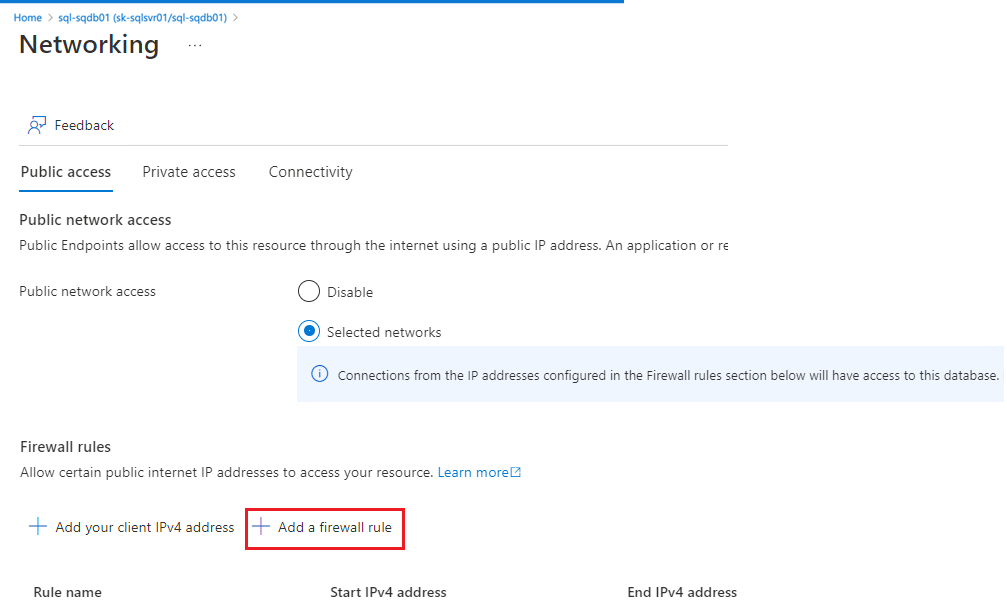 Home > sql-sqdb01 (sk-sqlsvr01/sql-sqdb01) >
Networking ...
Feedback
Public access Private access Connectivity
Public network access
Public Endpoints allow access to this resource through the internet using a public IP address. An application or re
Public network access
Disable
Selected networks
Connections from the IP addresses configured in the Firewall rules section below will have access to this database.
Firewall rules
Allow certain public internet IP addresses to access your resource. Learn more
+ Add your client IPv4 address + Add a firewall rule
Rule name Start IPv4 address End IPv4 address